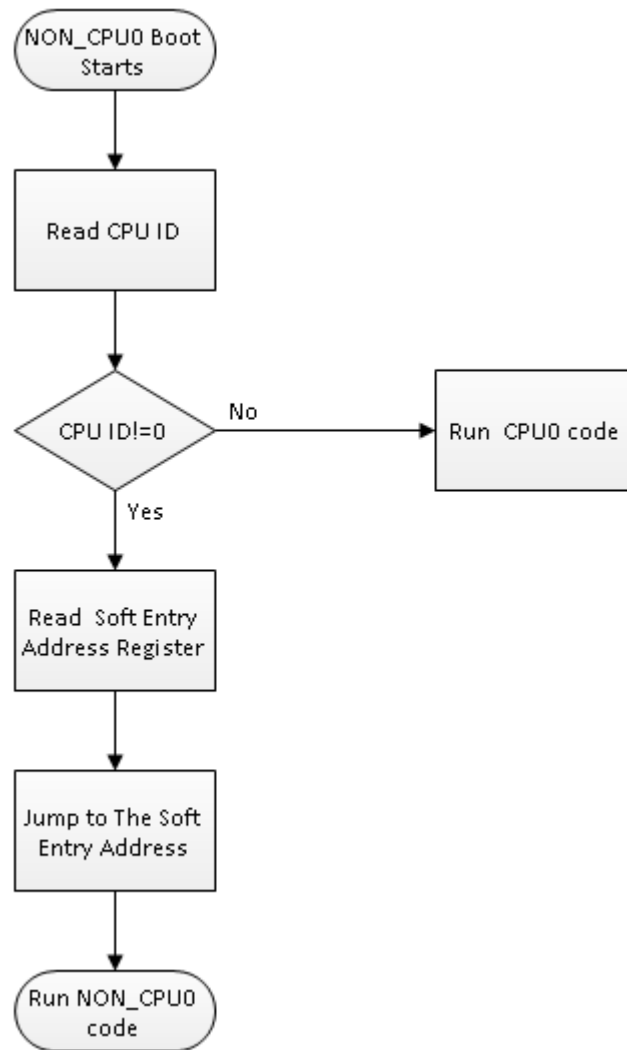 NON_CPU0 Boot
Starts
Read CPU ID
CPU ID!=0
No
Run CPU0 code
Yes
Read Soft Entry
Address Register
Jump to The Soft
Entry Address
Run NON_CPU0
code